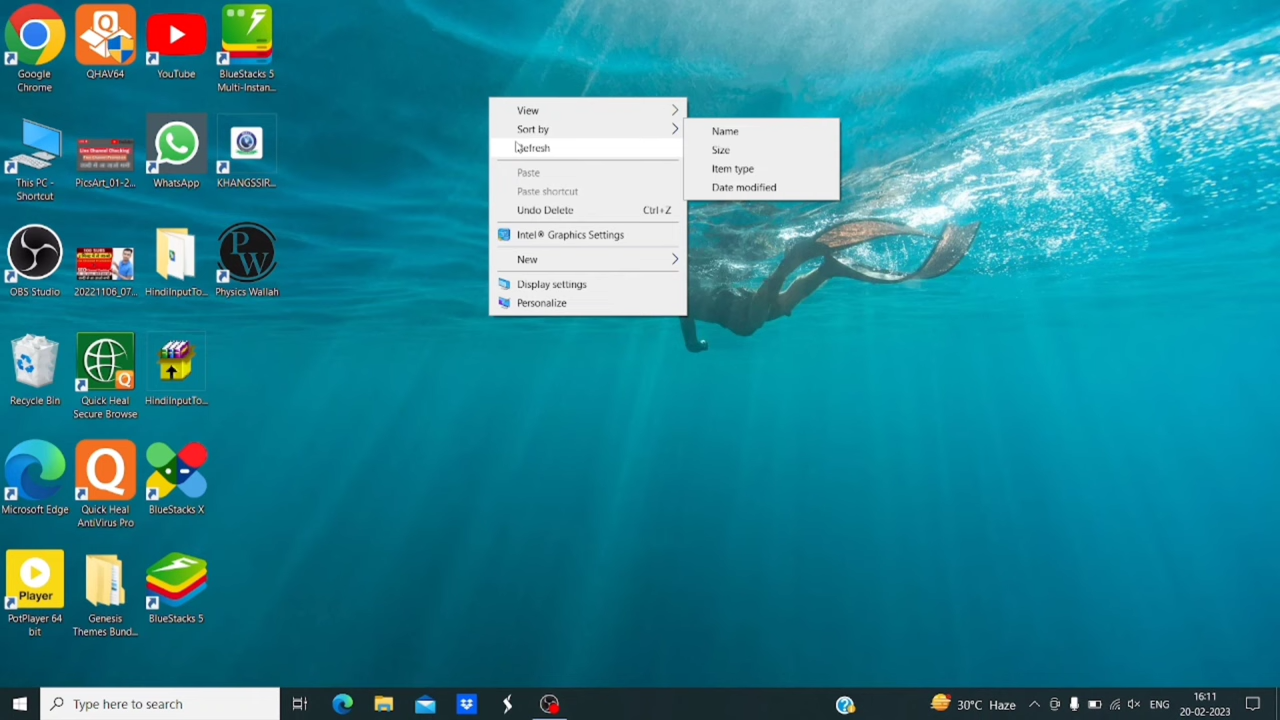 Google
Chrome
QHAV64
YouTube
BlueStacks 5
Multi-Instan...
This PC -
Shortcut
PicsArt_01-2...
WhatsApp
KHANGSSIR...
OBS Studio
20221106_07...
HindiInputTo...
PW
Physics Wallah
Recycle Bin
Quick Heal
Secure Browse
HindiInputTo...
Microsoft Edge
Quick Heal
AntiVirus Pro
BlueStacks X
Player
PotPlayer 64
bit
Genesis
Themes Bund...
BlueStacks 5
View
Sort by
Refresh
Paste
Paste shortcut
Undo Delete Ctrl+Z
Intel® Graphics Settings
New
Display settings
Personalize
Name
Size
Item type
Date modified
Type here to search
30°C Haze
ENG
16:11
20-02-2023